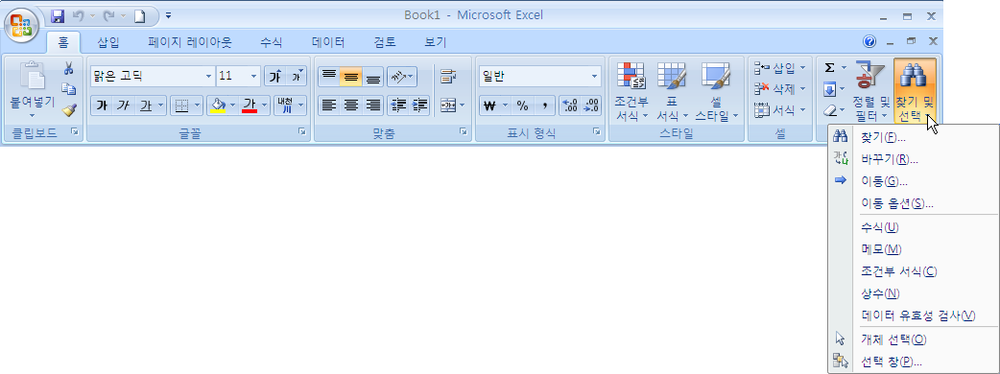 Book1 - Microsoft Excel
홈 삽입 페이지 레이아웃 수식 데이터 검토 보기
붙여넣기
클립보드
맑은 고딕 11 가 가
가 가 가 가 내천
글꼴
맞춤
일반
₩ % ,
표시 형식
조건부 서식
표 서식
셀 스타일
스타일
삽입
삭제
서식
셀
Σ
정렬 및 필터
찾기 및 선택
찾기(F)...
바꾸기(R)...
이동(G)...
이동 옵션(S)...
수식(U)
메모(M)
조건부 서식(C)
상수(N)
데이터 유효성 검사(V)
개체 선택(O)
선택 창(P)...